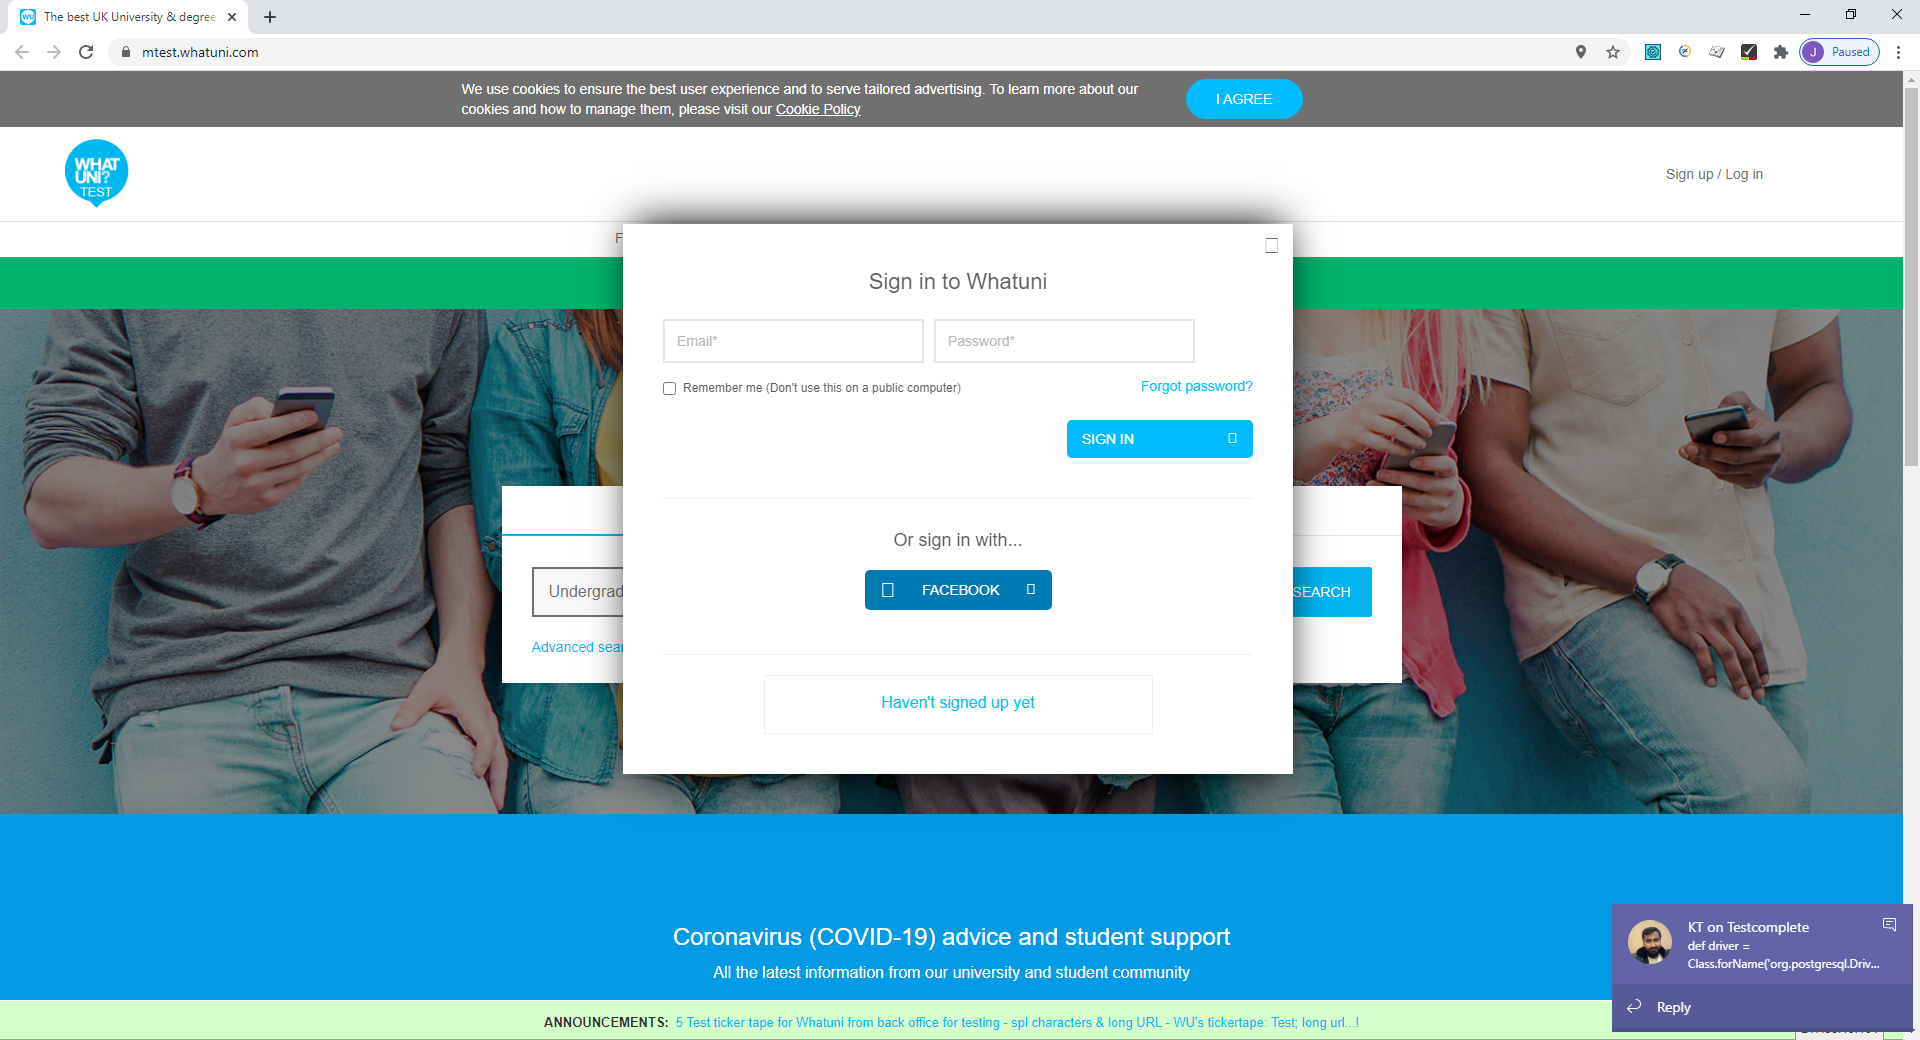 The best UK University & degree
mtest.whatuni.com
J Paused
We use cookies to ensure the best user experience and to serve tailored advertising. To learn more about our
cookies and how to manage them, please visit our Cookie Policy
I AGREE
WHAT
UNI?
TEST
Sign up / Log in
F
Sign in to Whatuni
Email*
Password*
Remember me (Don't use this on a public computer)
Forgot password?
SIGN IN
Or sign in with...
FACEBOOK
Undergrad
SEARCH
Advanced sear
Haven't signed up yet
Coronavirus (COVID-19) advice and student support
All the latest information from our university and student community
KT on Testcomplete
def driver =
Class.forName('org.postgresql.Driv...
Reply
ANNOUNCEMENTS: 5 Test ticker tape for Whatuni from back office for testing - spl characters & long URL - WU's tickertape: Test; long url...!